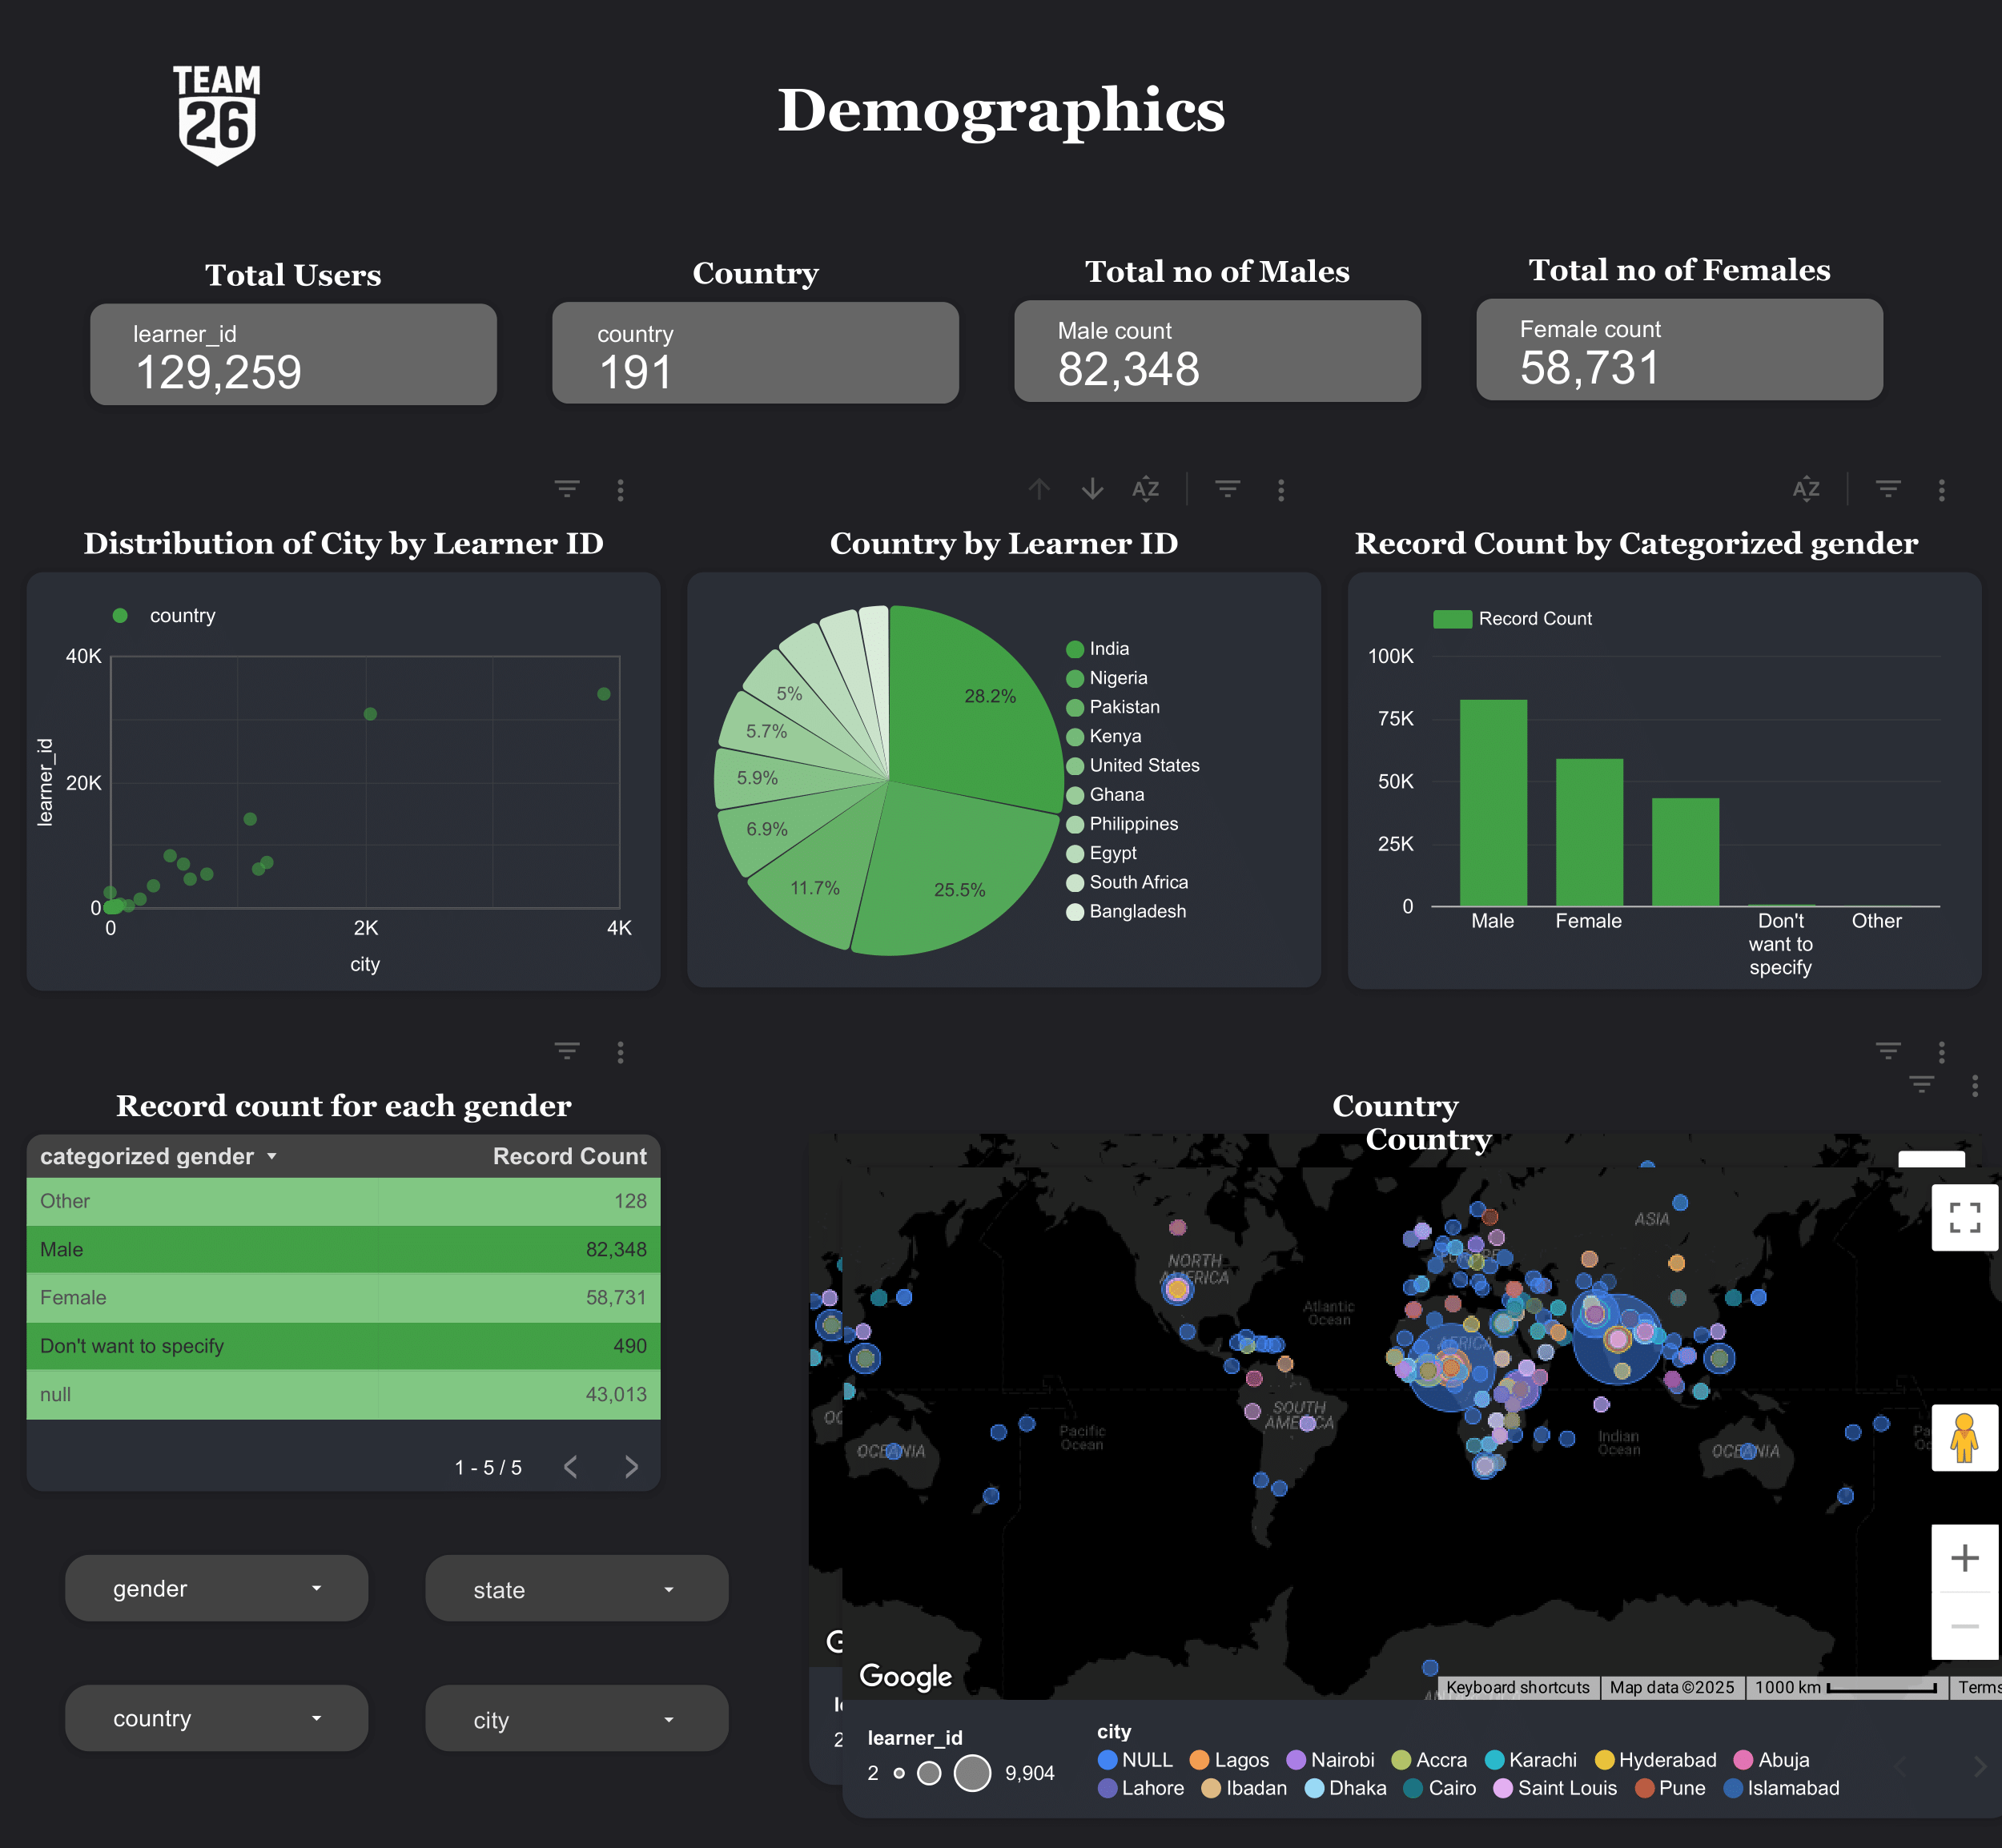 TEAM
26
Demographics
Total Users
Country
Total no of Males
Total no of Females
learner_id
129,259
country
191
Male count
82,348
Female count
58,731
AZ
AZ
Distribution of City by Learner ID
Country by Learner ID
Record Count by Categorized gender
country
40K
20K
0
learner_id
0
2K
4K
city
28.2%
25.5%
11.7%
6.9%
5.9%
5.7%
5%
India
Nigeria
Pakistan
Kenya
United States
Ghana
Philippines
Egypt
South Africa
Bangladesh
Record Count
100K
75K
50K
25K
0
Male
Female
Don't
want to
specify
Other
Record count for each gender
categorized gender Record Count
Other 128
Male 82,348
Female 58,731
Don't want to specify 490
null 43,013
1 - 5 / 5
gender
state
country
city
Country
Country
ASIA
NORTH
AMERICA
EUROPE
Atlantic
Ocean
AFRICA
SOUTH
AMERICA
OC
OCEANIA
Pacific
Ocean
Indian
Ocean
OCEANIA
Pa
Oc
G
Google
Keyboard shortcuts
Map data ©2025
1000 km
Terms
le
2
learner_id
2
9,904
city
NULL Lagos Nairobi Accra Karachi Hyderabad Abuja
Lahore Ibadan Dhaka Cairo Saint Louis Pune Islamabad